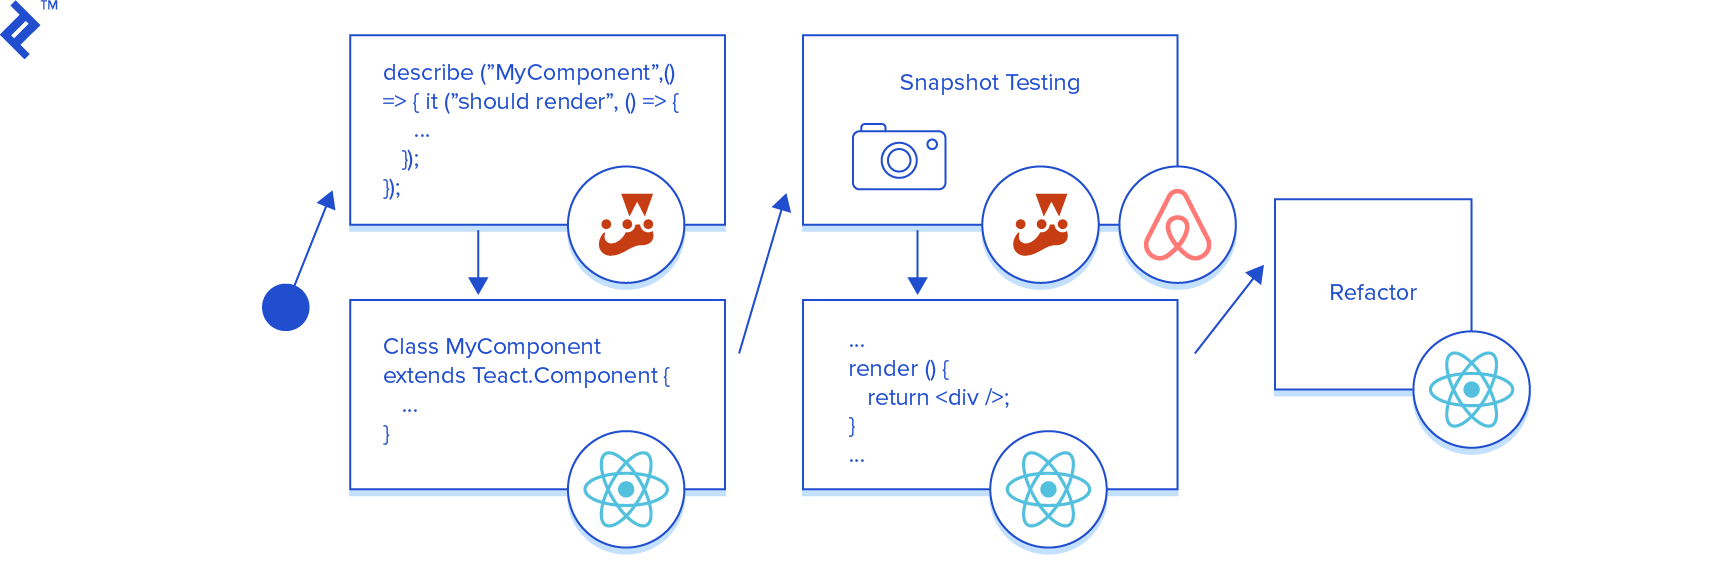 TM
describe (”MyComponent”,()
=> { it (”should render”, () => {
...
});
});
Class MyComponent
extends Teact.Component {
...
}
Snapshot Testing
...
render () {
return <div />;
}
...
Refactor